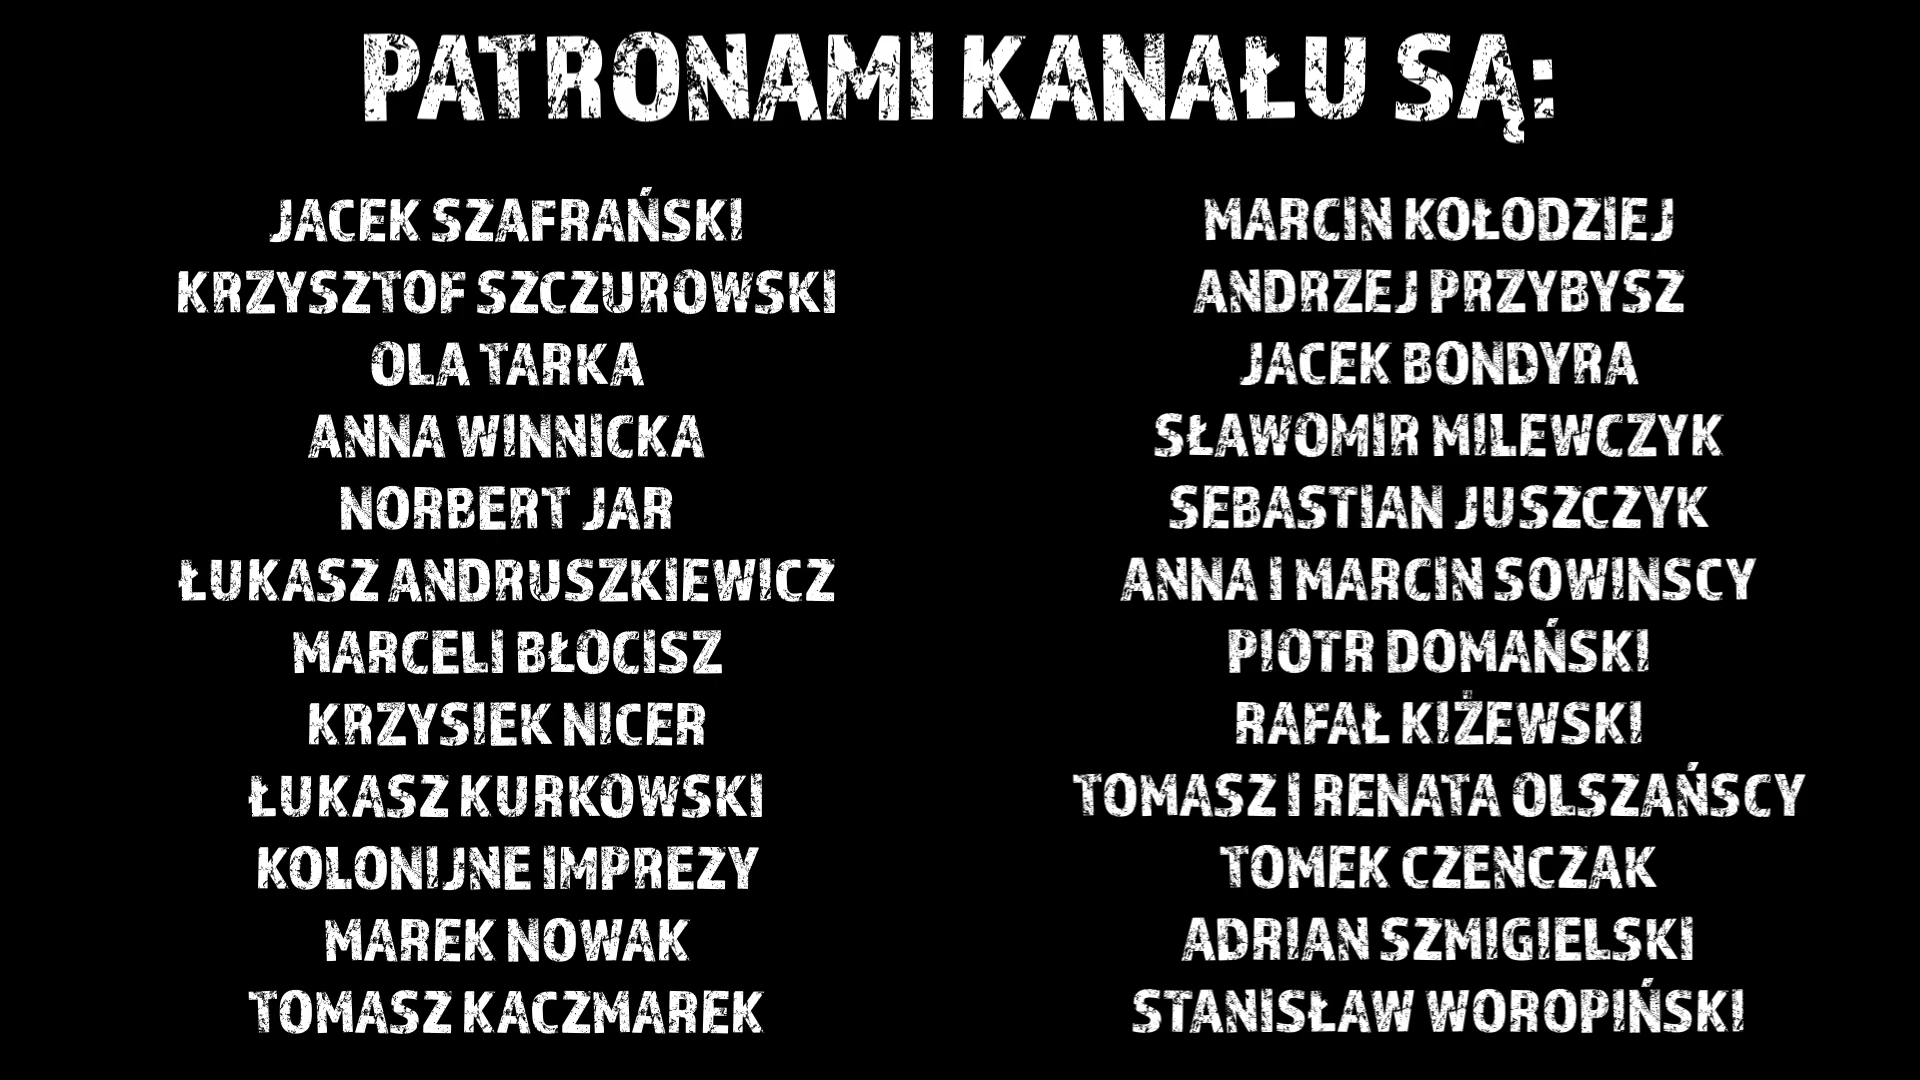 PATRONAMI KANAŁU SĄ:
JACEK SZAFRAŃSKI
KRZYSZTOF SZCZUROWSKI
OLA TARKA
ANNA WINNICKA
NORBERT JAR
ŁUKASZ ANDRUSZKIEWICZ
MARCELI BŁOCISZ
KRZYSIEK NICER
ŁUKASZ KURKOWSKI
KOLONIJNE IMPREZY
MAREK NOWAK
TOMASZ KACZMAREK
MARCIN KOŁODZIEJ
ANDRZEJ PRZYBYSZ
JACEK BONDYRA
SŁAWOMIR MILEWCZYK
SEBASTIAN JUSZCZYK
ANNA I MARCIN SOWINSCY
PIOTR DOMAŃSKI
RAFAŁ KIŻEWSKI
TOMASZ I RENATA OLSZAŃSCY
TOMEK CZENCZAK
ADRIAN SZMIGIELSKI
STANISŁAW WOROPIŃSKI